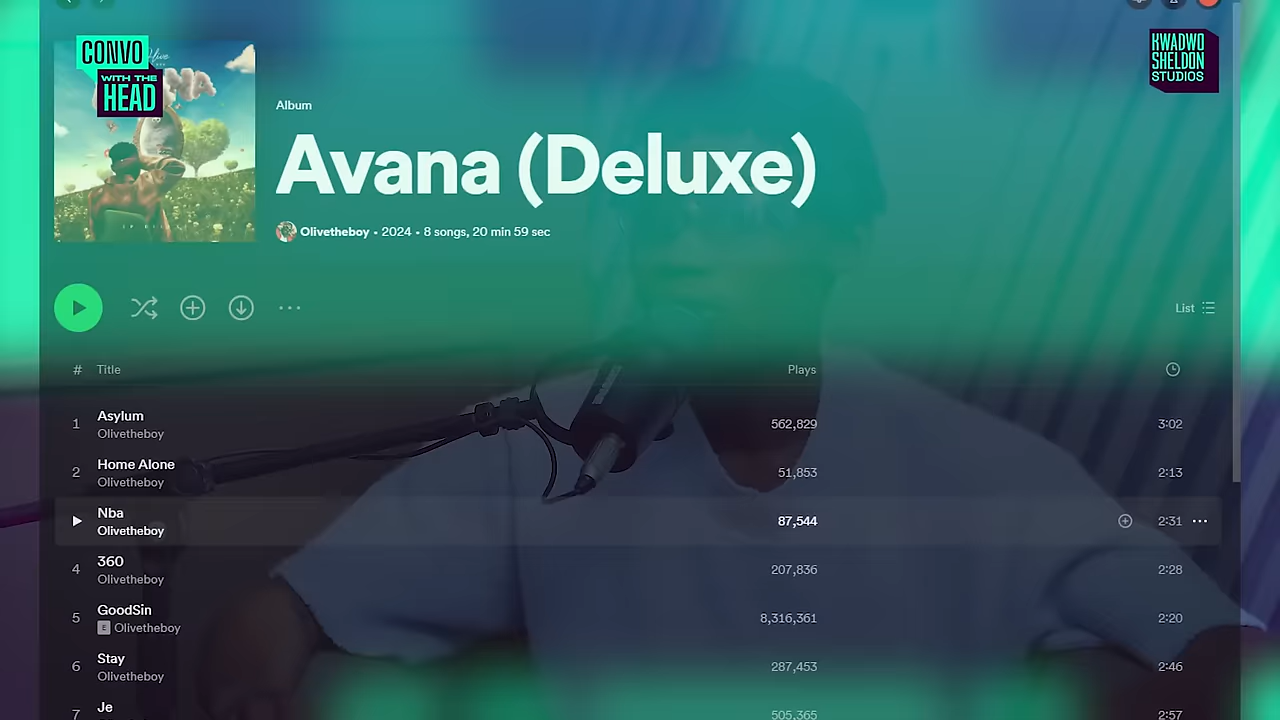 CONVO
WITH THE
HEAD
KWADWO
SHELDON
STUDIOS
Album
Avana (Deluxe)
Olivetheboy • 2024 • 8 songs, 20 min 59 sec
List
# Title Plays
1 Asylum 562,829 3:02
Olivetheboy
2 Home Alone 51,853 2:13
Olivetheboy
Nba 87,544 2:31
Olivetheboy
4 360 207,836 2:28
Olivetheboy
5 GoodSin 8,316,361 2:20
E Olivetheboy
6 Stay 287,453 2:46
Olivetheboy
7 Je 505,365 2:57